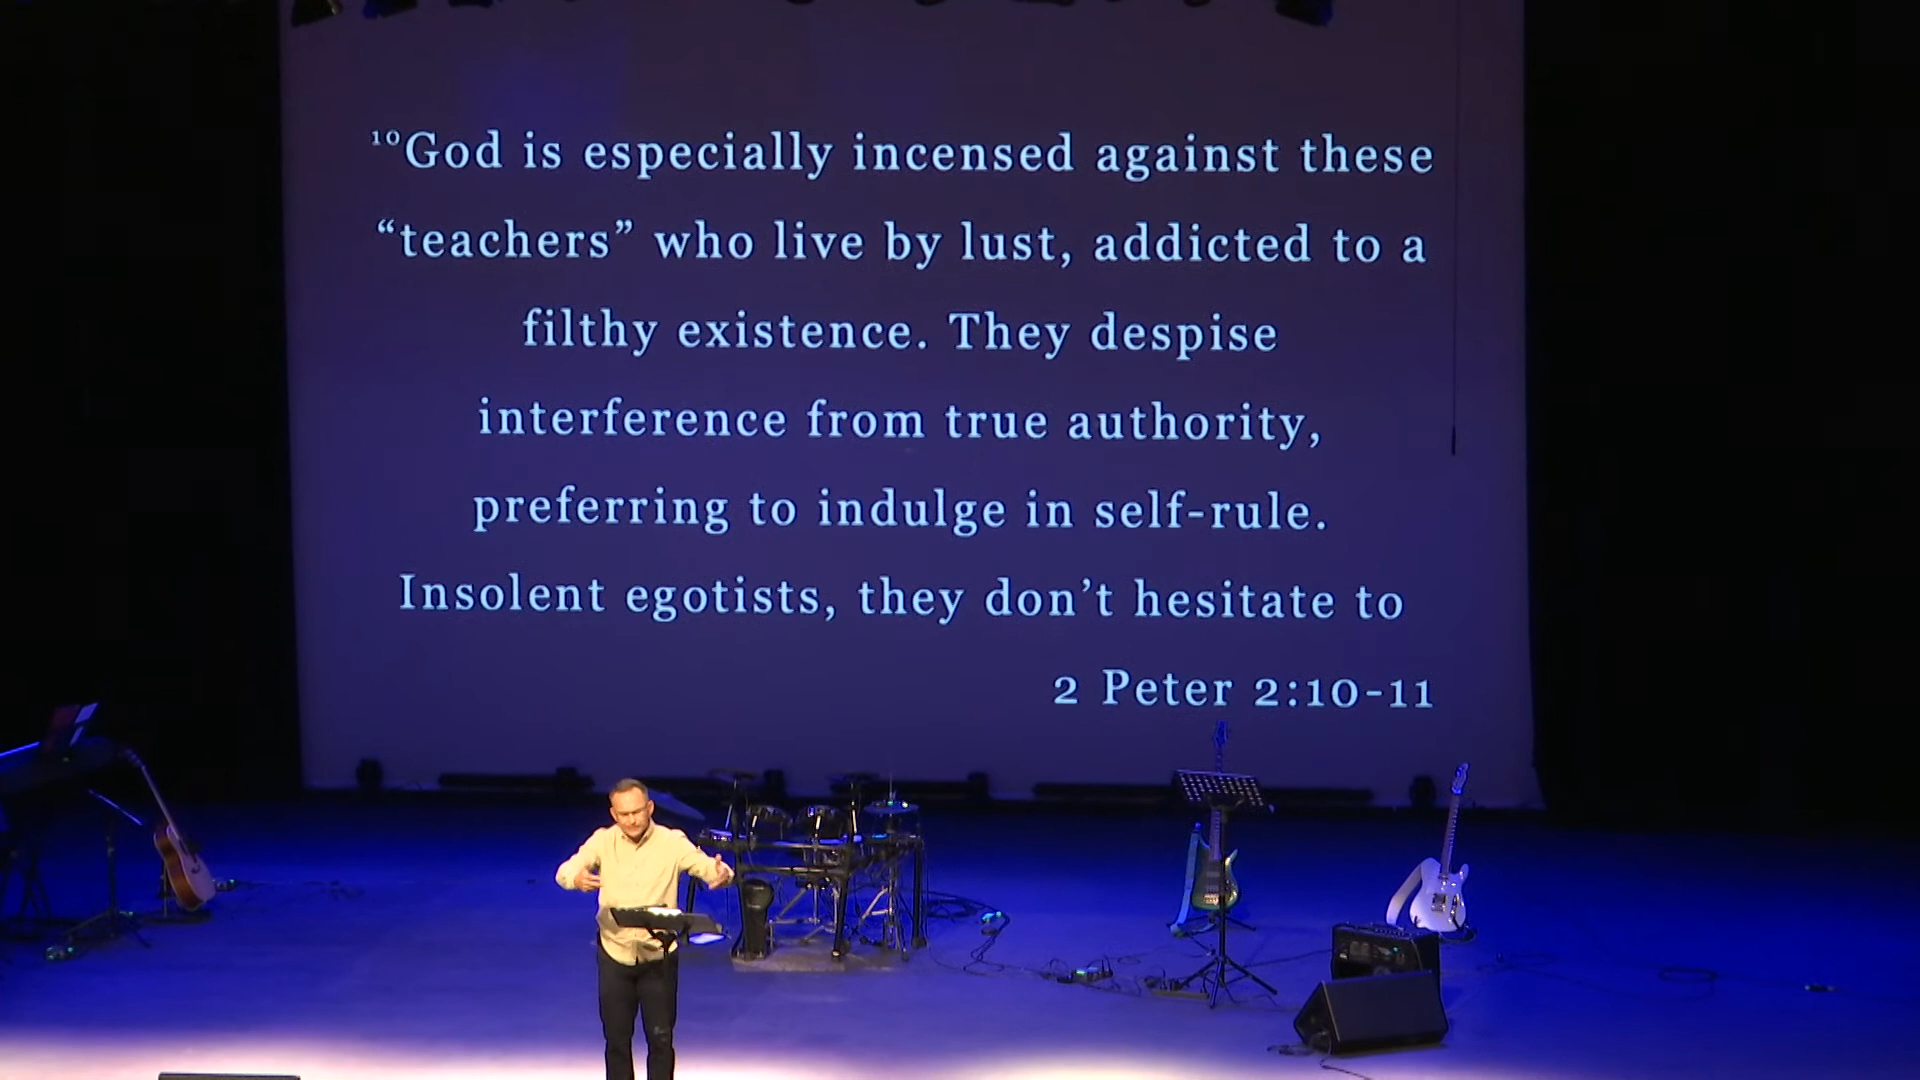 ¹⁰God is especially incensed against these
“teachers” who live by lust, addicted to a
filthy existence. They despise
interference from true authority,
preferring to indulge in self-rule.
Insolent egotists, they don’t hesitate to
2 Peter 2:10-11